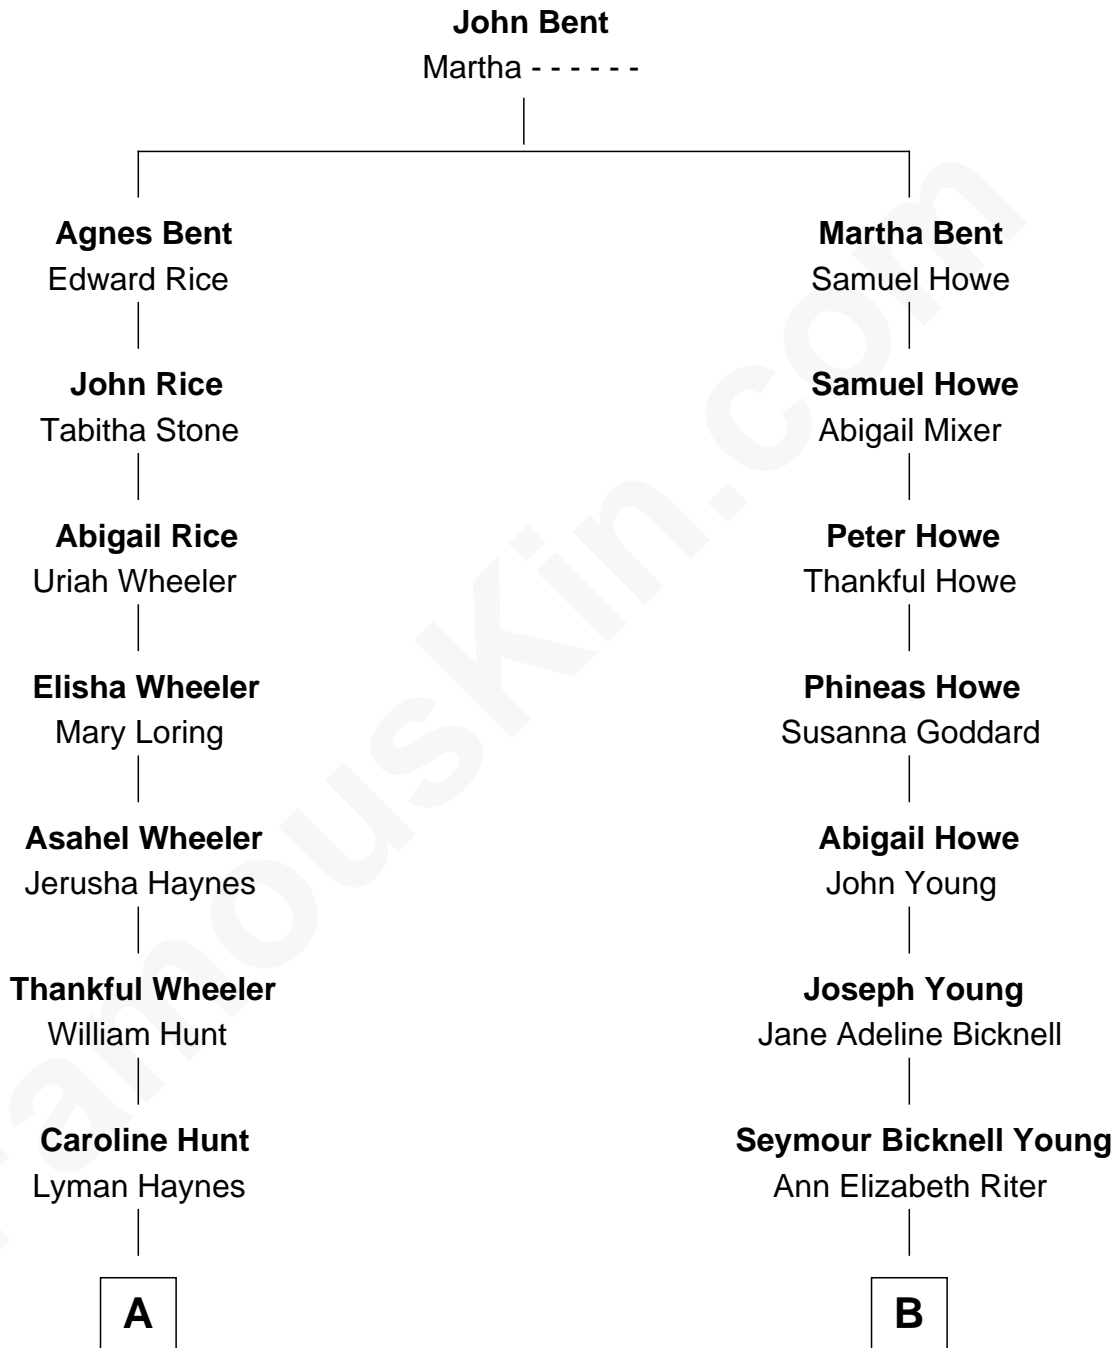 John Bent
Martha - - - - - -
Agnes Bent
Edward Rice
Martha Bent
Samuel Howe
John Rice
Tabitha Stone
Samuel Howe
Abigail Mixer
Abigail Rice
Uriah Wheeler
Peter Howe
Thankful Howe
Elisha Wheeler
Mary Loring
Phineas Howe
Susanna Goddard
Asahel Wheeler
Jerusha Haynes
Abigail Howe
John Young
Thankful Wheeler
William Hunt
Joseph Young
Jane Adeline Bicknell
Caroline Hunt
Lyman Haynes
Seymour Bicknell Young
Ann Elizabeth Riter
A
B
FamousKin.com